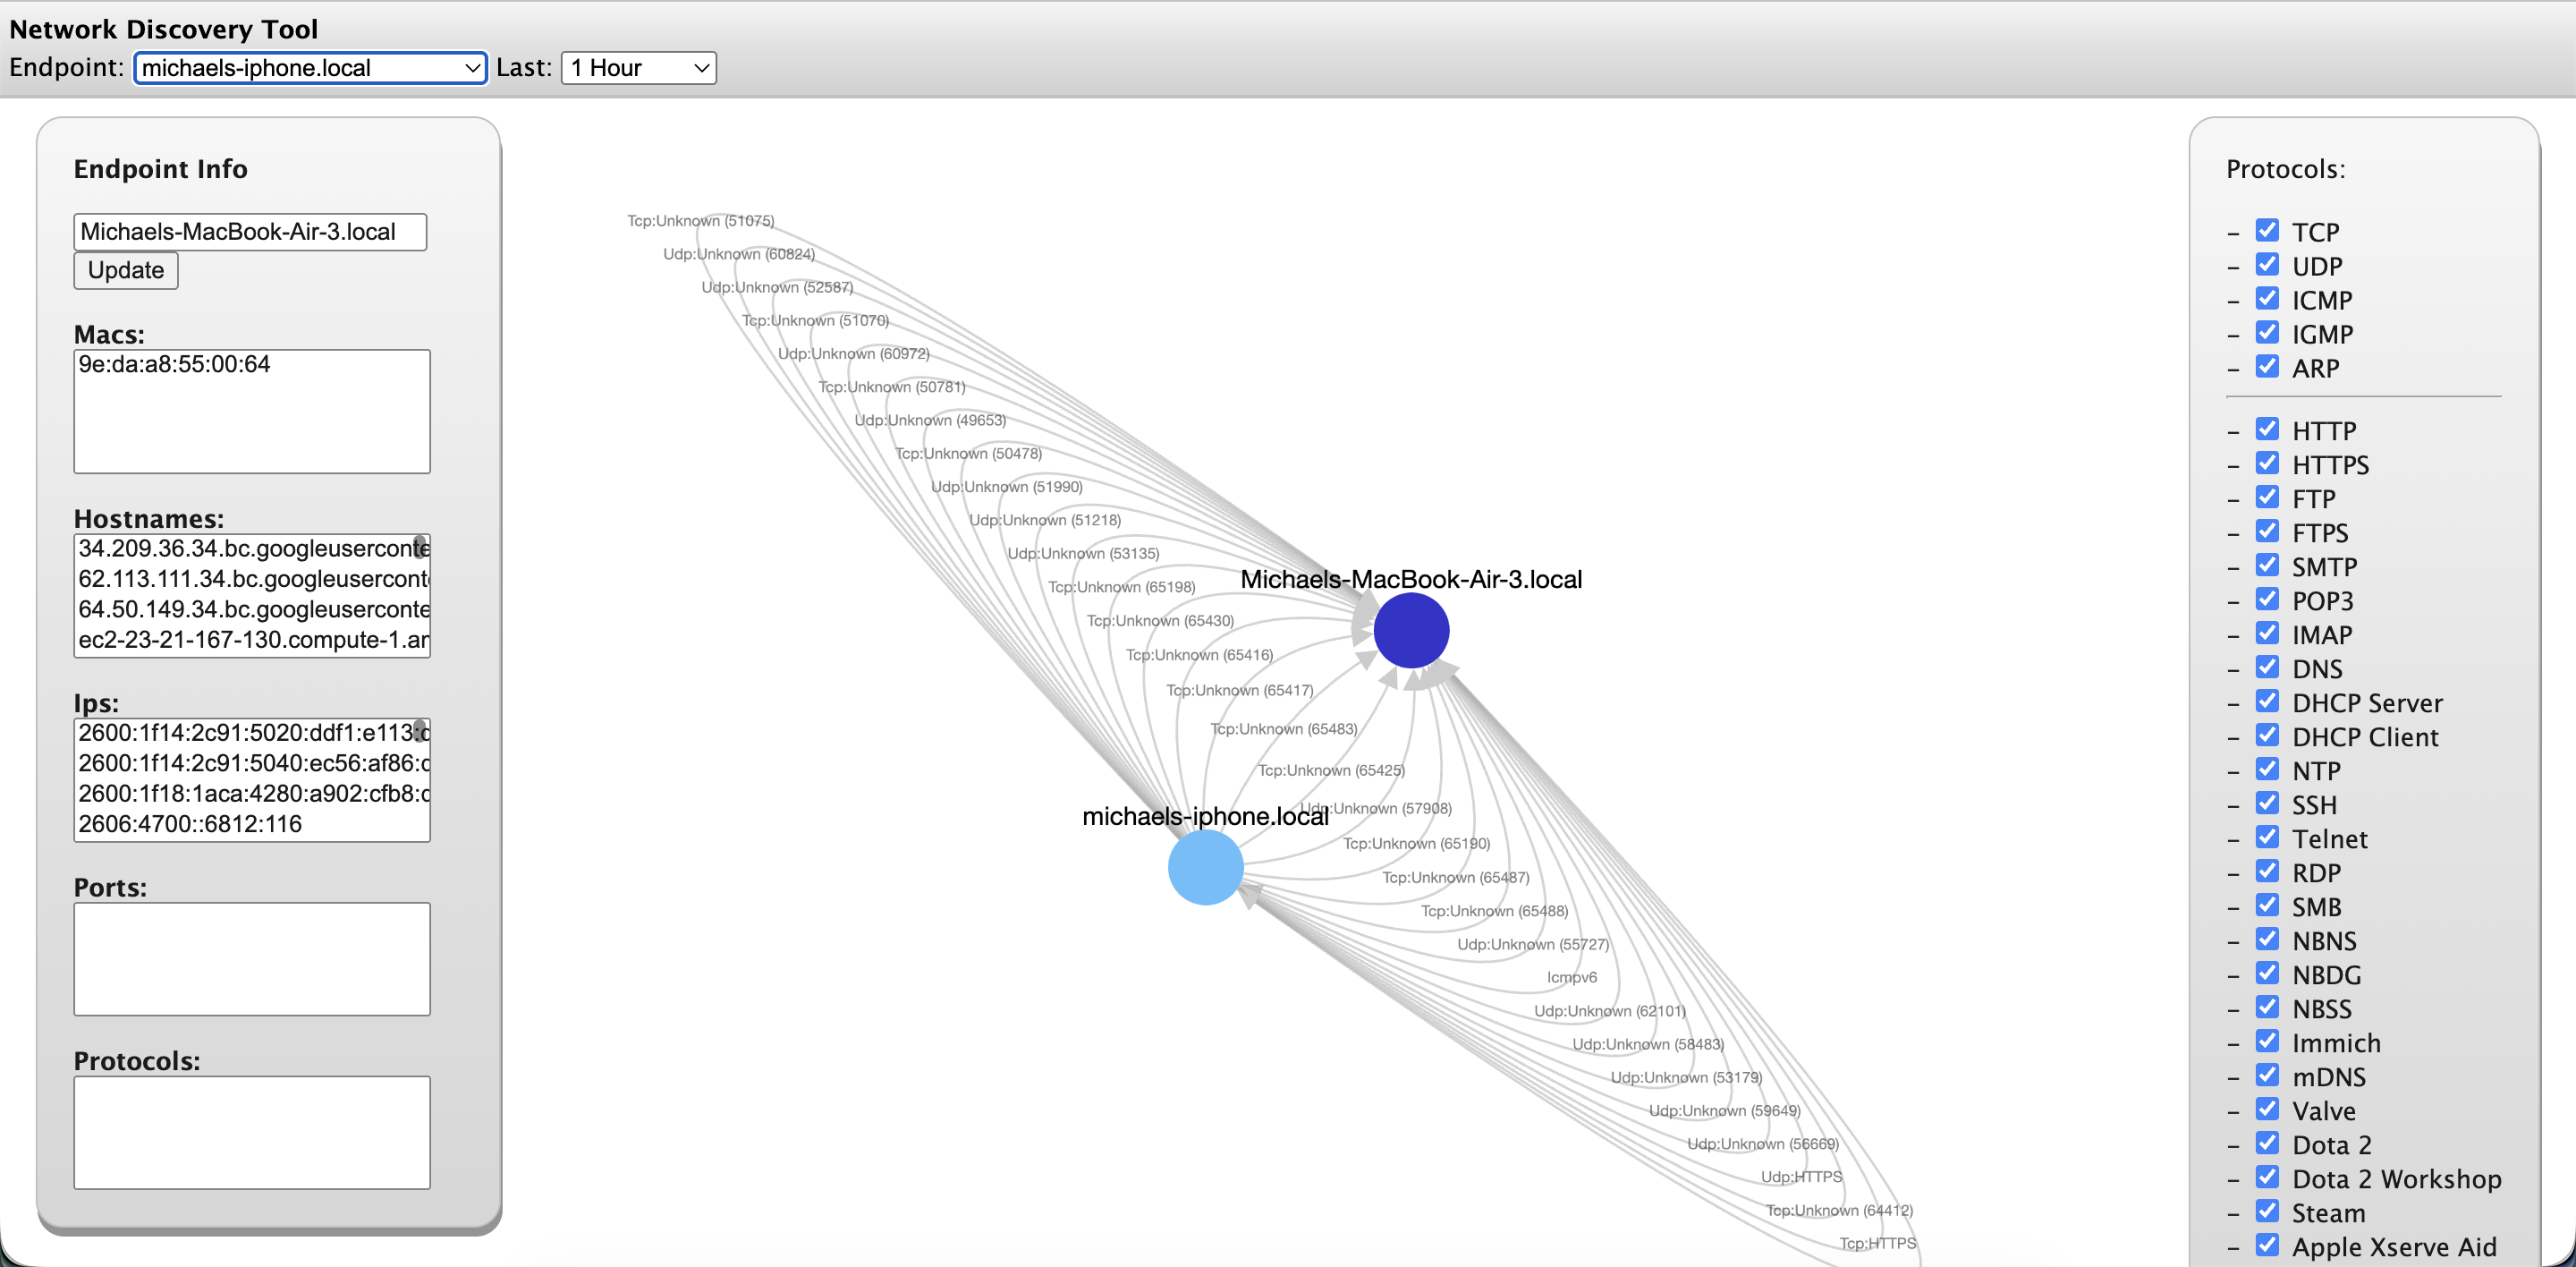 Network Discovery Tool
Endpoint: michaels-iphone.local Last: 1 Hour
Endpoint Info
Michaels-MacBook-Air-3.local
Update
Macs:
9e:da:a8:55:00:64
Hostnames:
34.209.36.34.bc.googleuserconte
62.113.111.34.bc.googleusercont
64.50.149.34.bc.googleuserconte
ec2-23-21-167-130.compute-1.am
Ips:
2600:1f14:2c91:5020:ddf1:e113:c
2600:1f14:2c91:5040:ec56:af86:c
2600:1f18:1aca:4280:a902:cfb8:c
2606:4700::6812:116
Ports:
Protocols:
Tcp:Unknown (51075)
Udp:Unknown (60824)
Udp:Unknown (52587)
Tcp:Unknown (51070)
Udp:Unknown (60972)
Tcp:Unknown (50781)
Udp:Unknown (49653)
Tcp:Unknown (50478)
Udp:Unknown (51990)
Udp:Unknown (51218)
Udp:Unknown (53135)
Michaels-MacBook-Air-3.local
Tcp:Unknown (65198)
Tcp:Unknown (65430)
Tcp:Unknown (65416)
Tcp:Unknown (65417)
Tcp:Unknown (65483)
Tcp:Unknown (65425)
Udp:Unknown (57908)
michaels-iphone.local
Tcp:Unknown (65190)
Tcp:Unknown (65487)
Tcp:Unknown (65488)
Udp:Unknown (55727)
Icmpv6
Udp:Unknown (62101)
Udp:Unknown (58483)
Udp:Unknown (53179)
Udp:Unknown (59649)
Udp:Unknown (56669)
Udp:HTTPS
Tcp:Unknown (64412)
Tcp:HTTPS
Protocols:
– TCP
– UDP
– ICMP
– IGMP
– ARP
– HTTP
– HTTPS
– FTP
– FTPS
– SMTP
– POP3
– IMAP
– DNS
– DHCP Server
– DHCP Client
– NTP
– SSH
– Telnet
– RDP
– SMB
– NBNS
– NBDG
– NBSS
– Immich
– mDNS
– Valve
– Dota 2
– Dota 2 Workshop
– Steam
– Apple Xserve Aid